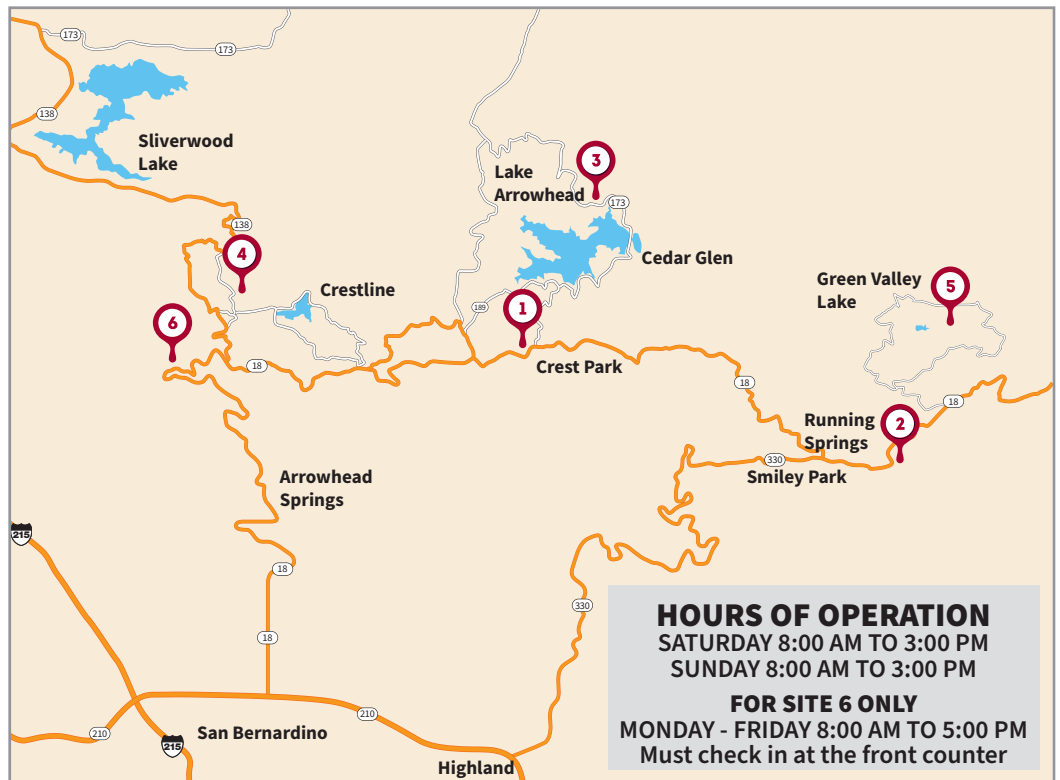 173
173
138
Sliverwood
Lake
138
4
6
Crestline
18
Lake
Arrowhead
3
173
Cedar Glen
189
1
Crest Park
Green Valley
Lake
5
18
18
Running
Springs
2
330
Smiley Park
Arrowhead
Springs
215
18
18
330
210
210
215
San Bernardino
Highland
HOURS OF OPERATION
SATURDAY 8:00 AM TO 3:00 PM
SUNDAY 8:00 AM TO 3:00 PM
FOR SITE 6 ONLY
MONDAY - FRIDAY 8:00 AM TO 5:00 PM
Must check in at the front counter